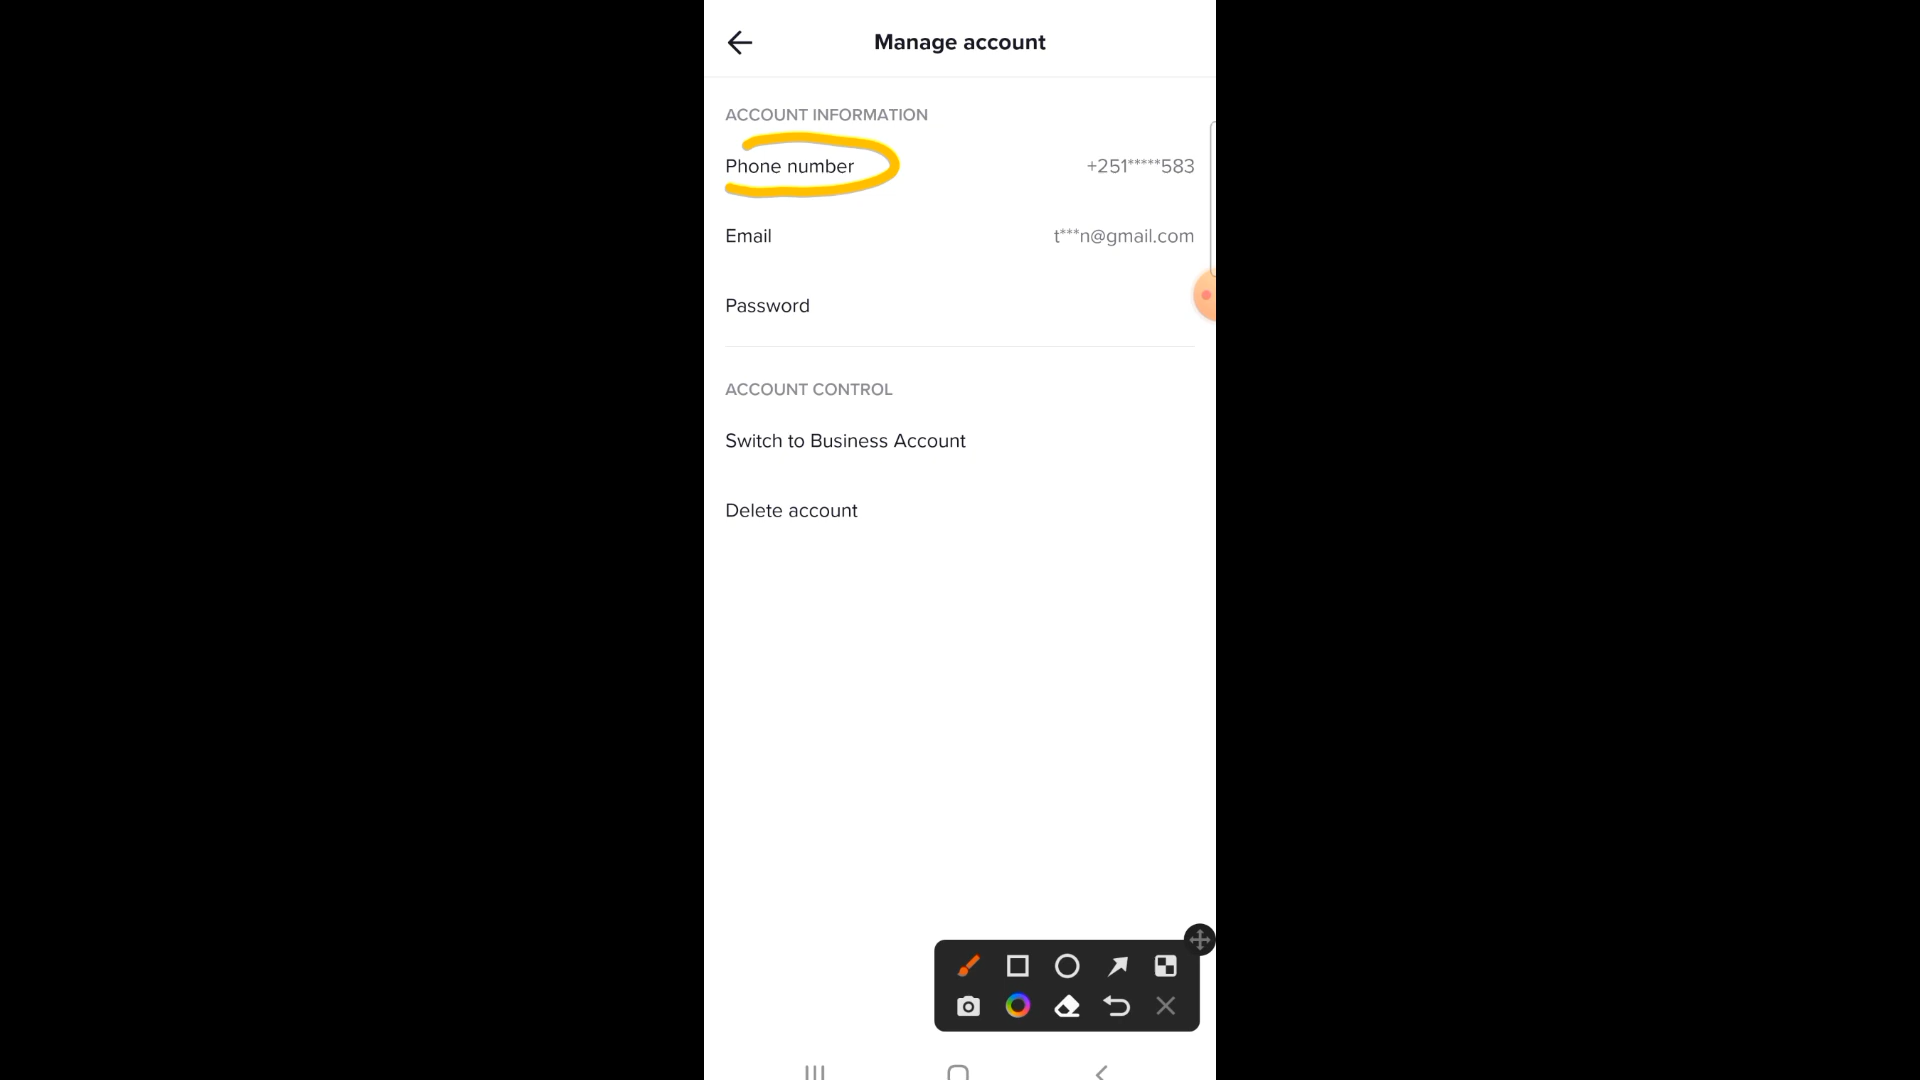 Manage account
ACCOUNT INFORMATION
Phone number +251*****583
Email t***n@gmail.com
Password
ACCOUNT CONTROL
Switch to Business Account
Delete account